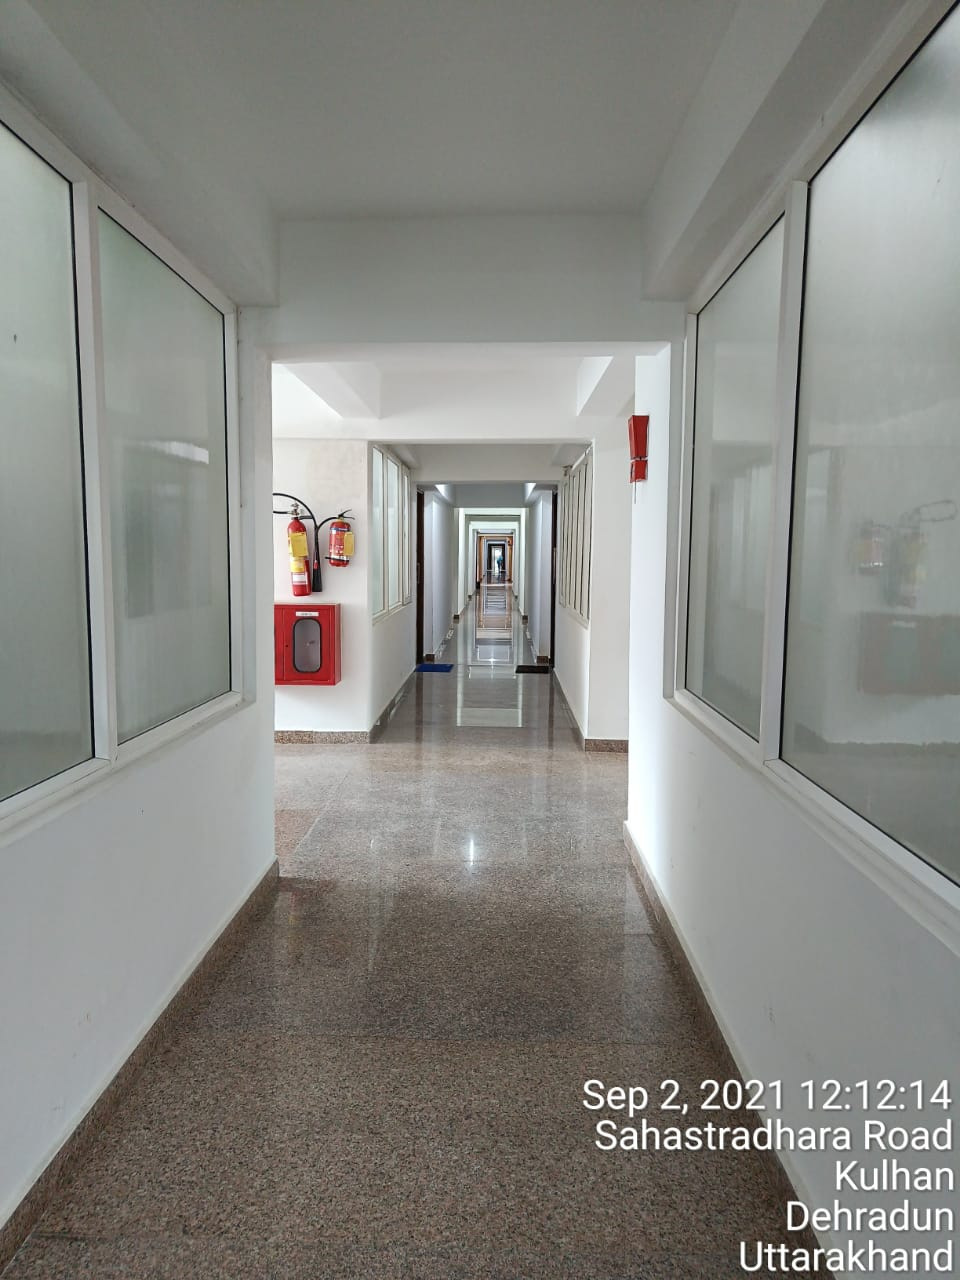 Sep 2, 2021 12:12:14
Sahastradhara Road
Kulhan
Dehradun
Uttarakhand